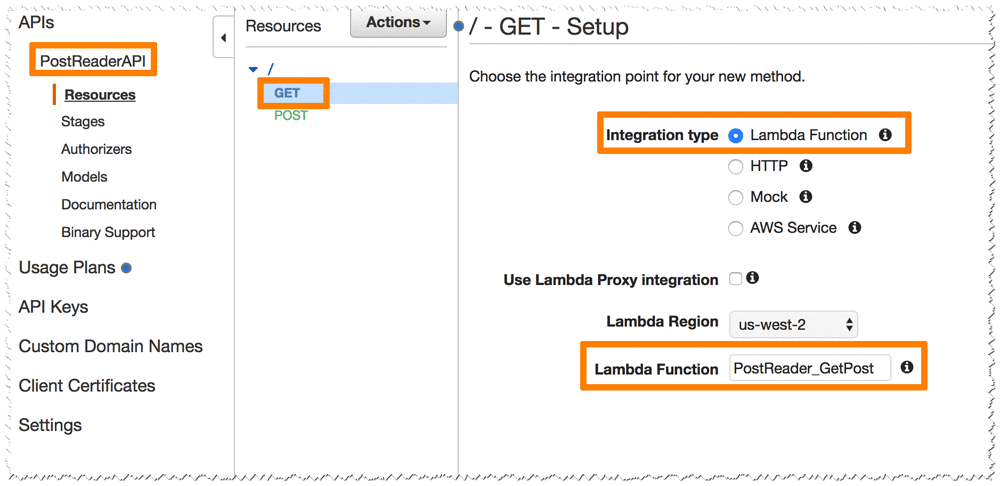 APIs
PostReaderAPI
Resources
Stages
Authorizers
Models
Documentation
Binary Support
Usage Plans
API Keys
Custom Domain Names
Client Certificates
Settings
Resources
Actions
/
GET
POST
/ - GET - Setup
Choose the integration point for your new method.
Integration type Lambda Function
HTTP
Mock
AWS Service
Use Lambda Proxy integration
Lambda Region us-west-2
Lambda Function PostReader_GetPost